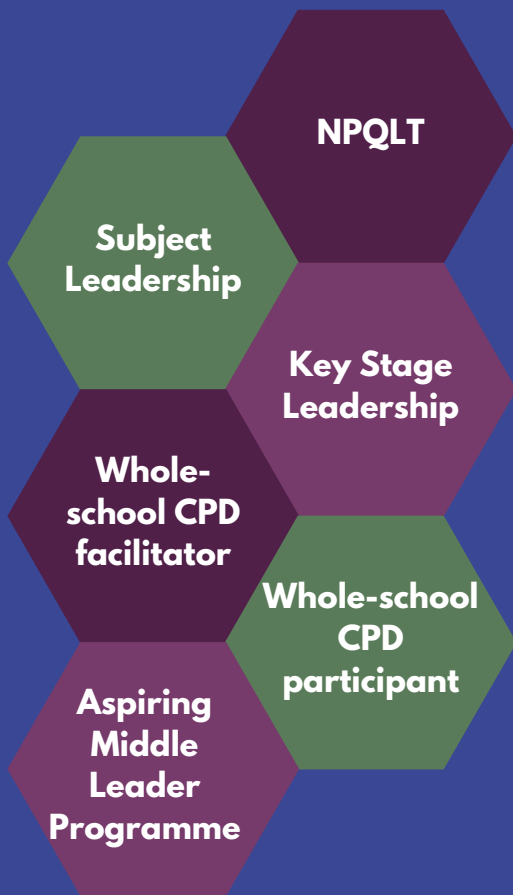 NPQLT
Subject
Leadership
Key Stage
Leadership
Whole-
school CPD
facilitator
Whole-school
CPD
participant
Aspiring
Middle
Leader
Programme